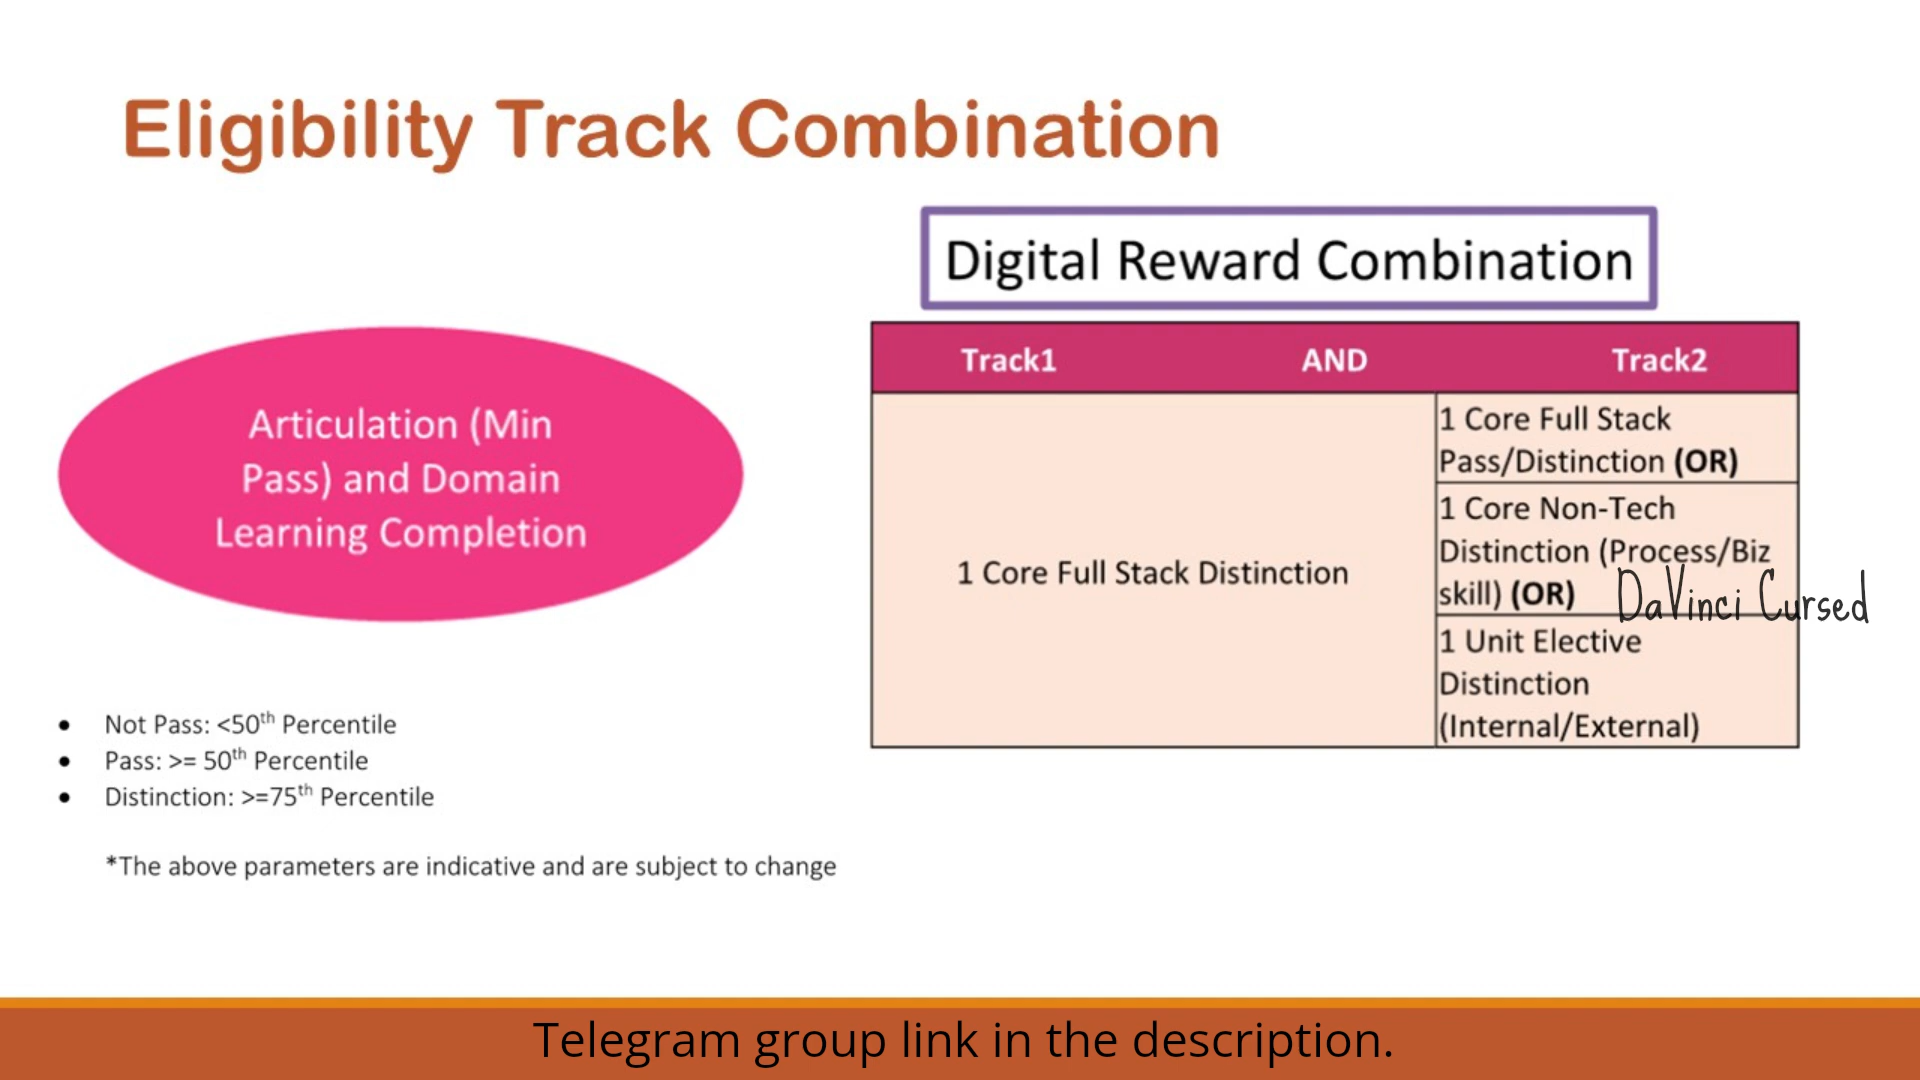 Eligibility Track Combination
Digital Reward Combination
Articulation (Min
Pass) and Domain
Learning Completion
Track1 AND Track2
1 Core Full Stack Distinction
1 Core Full Stack
Pass/Distinction (OR)
1 Core Non-Tech
Distinction (Process/Biz
skill) (OR)
DaVinci Cursed
1 Unit Elective
Distinction
(Internal/External)
• Not Pass: <50th Percentile
• Pass: >= 50th Percentile
• Distinction: >=75th Percentile
*The above parameters are indicative and are subject to change
Telegram group link in the description.